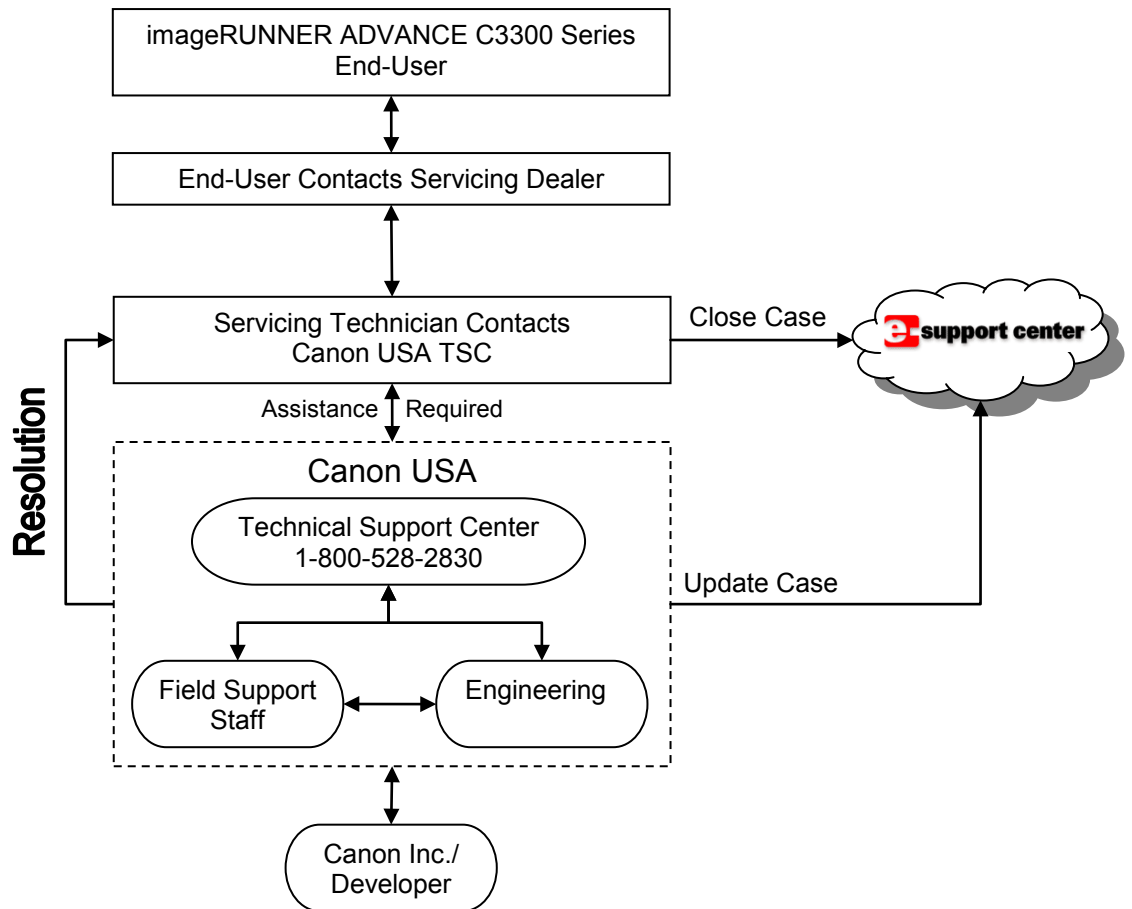 imageRUNNER ADVANCE C3300 Series
End-User
End-User Contacts Servicing Dealer
Servicing Technician Contacts
Canon USA TSC
Close Case
e-support center
Assistance Required
Resolution
Canon USA
Technical Support Center
1-800-528-2830
Update Case
Field Support
Staff
Engineering
Canon Inc./
Developer